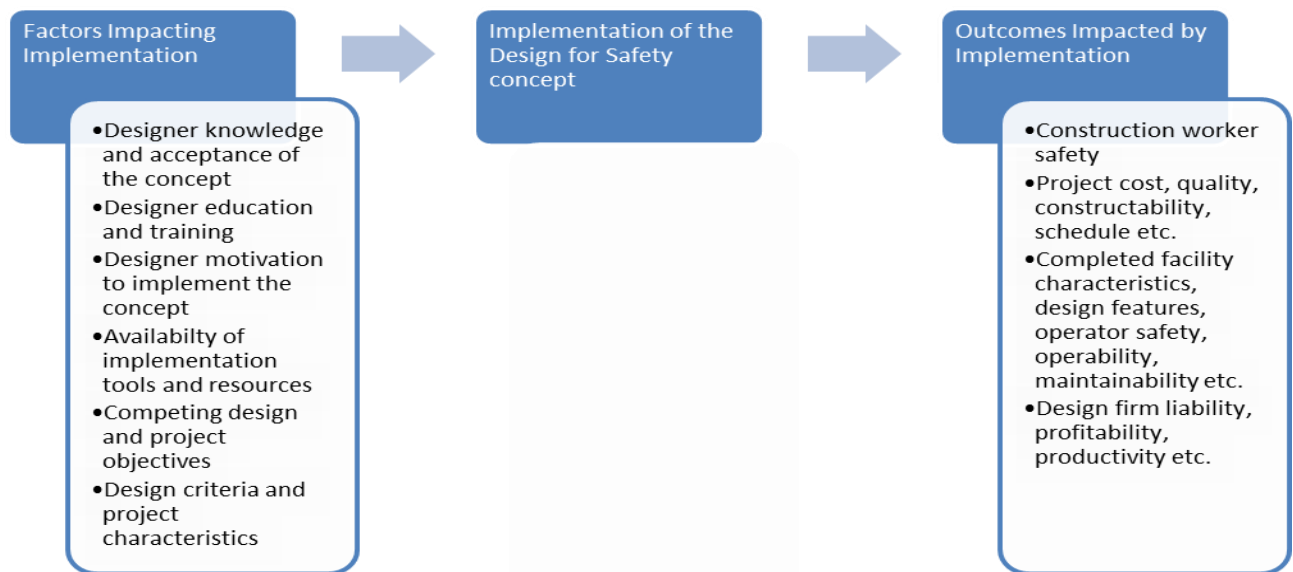 Factors Impacting
Implementation
•Designer knowledge
and acceptance of
the concept
•Designer education
and training
•Designer motivation
to implement the
concept
•Availabilty of
implementation
tools and resources
•Competing design
and project
objectives
•Design criteria and
project
characteristics
Implementation of the
Design for Safety
concept
Outcomes Impacted by
Implementation
•Construction worker
safety
•Project cost, quality,
constructability,
schedule etc.
•Completed facility
characteristics,
design features,
operator safety,
operability,
maintainability etc.
•Design firm liability,
profitability,
productivity etc.